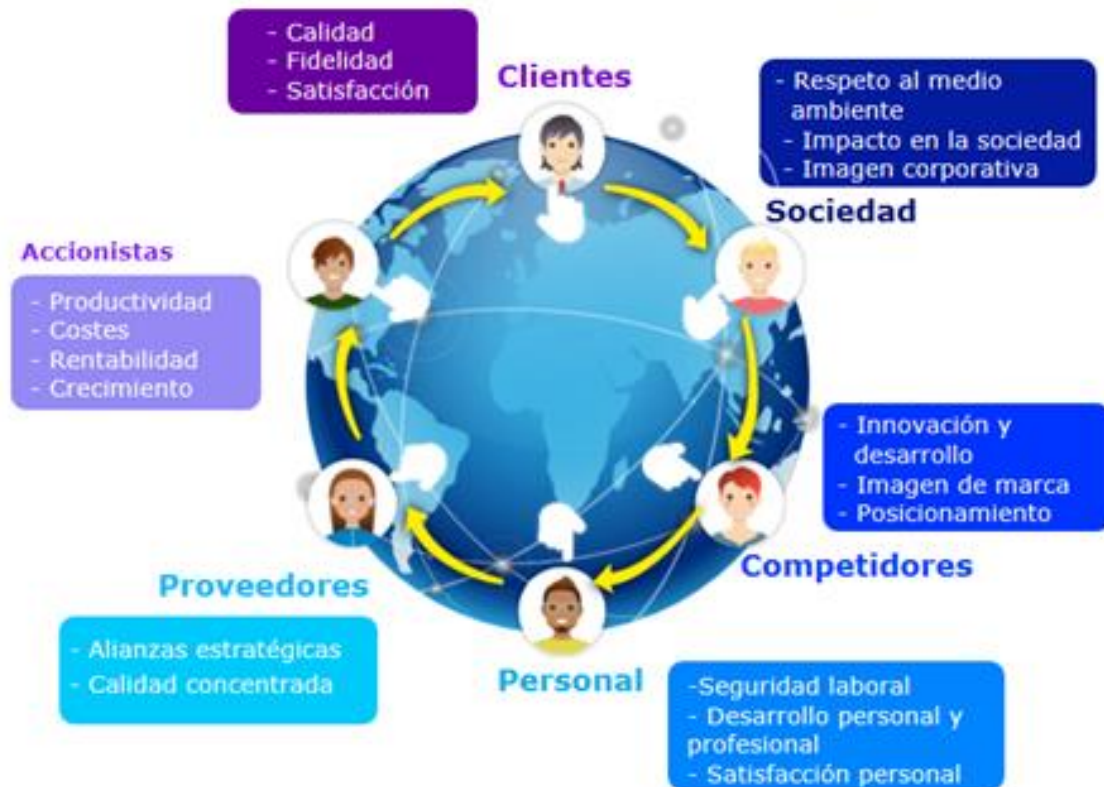 - Calidad
- Fidelidad
- Satisfacción
Clientes
- Respeto al medio
ambiente
- Impacto en la sociedad
- Imagen corporativa
Sociedad
Accionistas
- Productividad
- Costes
- Rentabilidad
- Crecimiento
- Innovación y
desarrollo
- Imagen de marca
- Posicionamiento
Competidores
Proveedores
- Alianzas estratégicas
- Calidad concentrada
Personal
-Seguridad laboral
- Desarrollo personal y
profesional
- Satisfacción personal